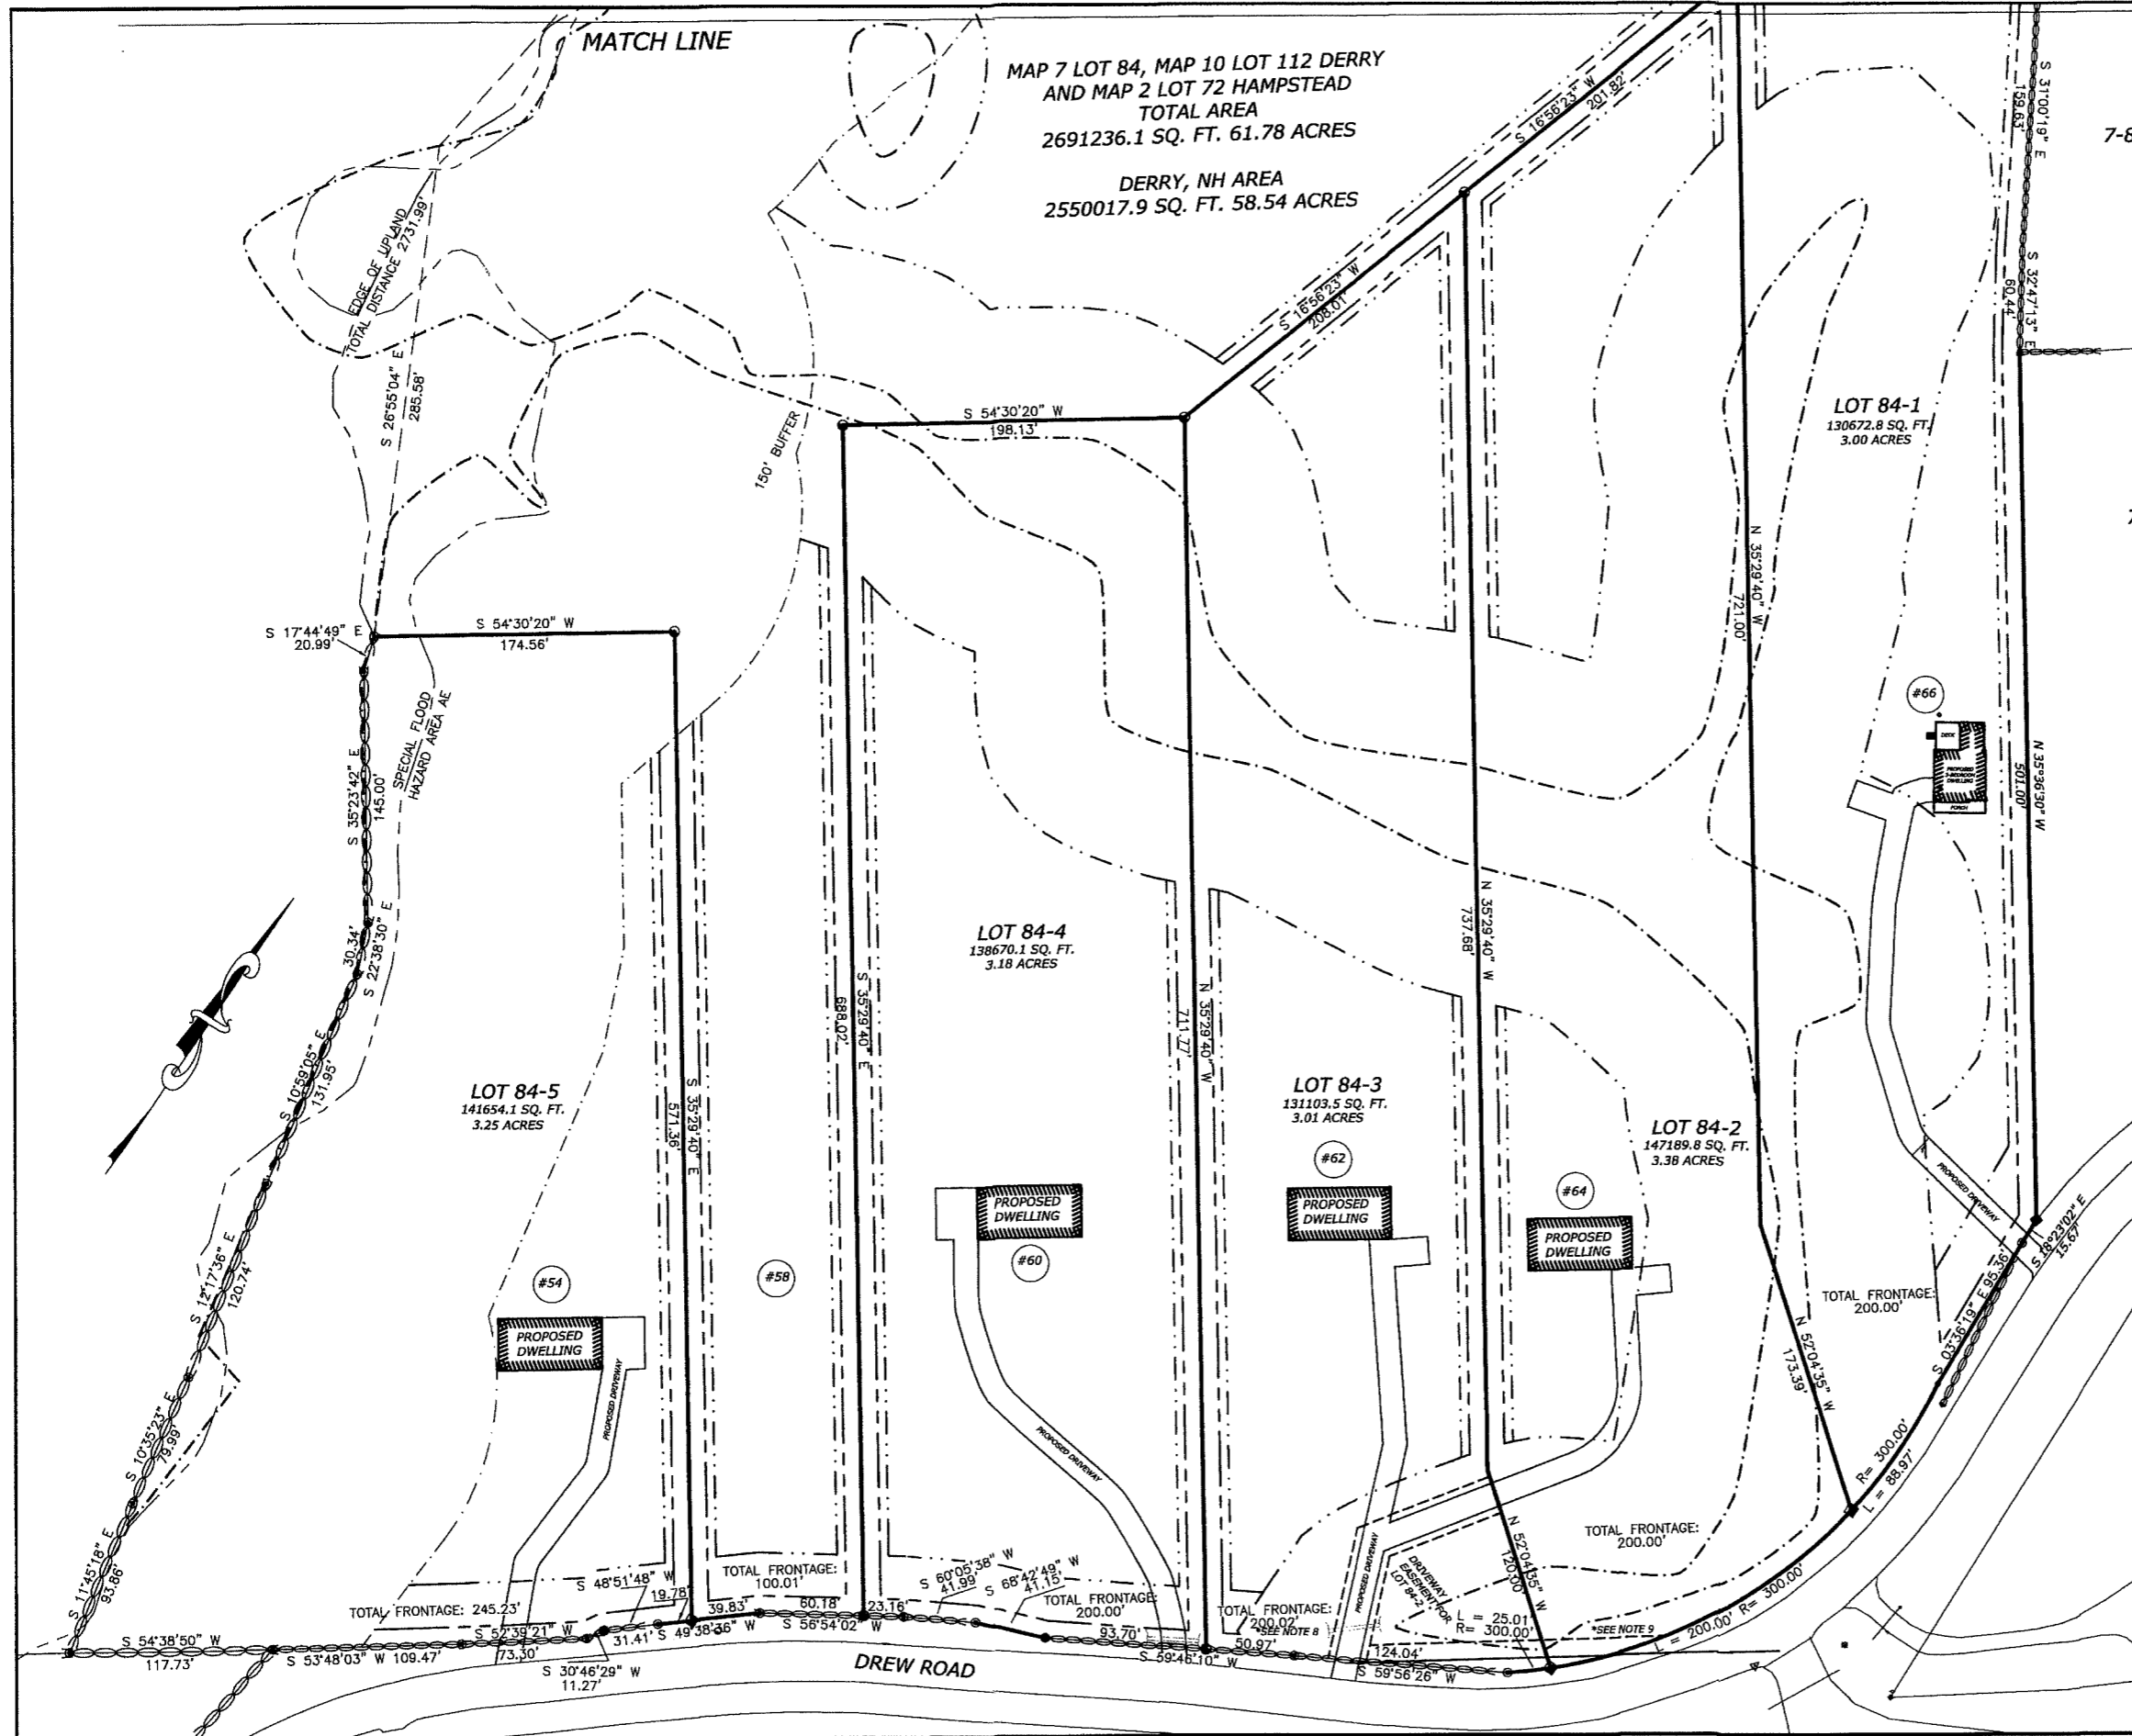 MATCH LINE
MAP 7 LOT 84, MAP 10 LOT 112 DERRY
AND MAP 2 LOT 72 HAMPSTEAD
TOTAL AREA
2691236.1 SQ. FT. 61.78 ACRES
DERRY, NH AREA
2550017.9 SQ. FT. 58.54 ACRES
S 16°56'23" W
201.82'
S 31°00'19" E
159.63'
7-8
EDGE OF UPLAND
TOTAL DISTANCE 2731.99'
S 26°55'04" E
285.58'
S 16°56'23" W
208.01'
S 32°47'13" E
60.44'
150' BUFFER
S 54°30'20" W
198.13'
LOT 84-1
130672.8 SQ. FT.
3.00 ACRES
N 35°29'40" W
721.00'
S 17°44'49" E
20.99'
S 54°30'20" W
174.56'
SPECIAL FLOOD
HAZARD AREA AE
S 35°23'42" E
145.00'
#66
DECK
PROPOSED
3-BEDROOM
DWELLING
PORCH
N 35°36'30" W
501.00'
30.34'
S 22°38'30" E
LOT 84-4
138670.1 SQ. FT.
3.18 ACRES
S 35°29'40" E
688.02'
N 35°29'40" W
711.77'
N 35°29'40" W
737.68'
S 10°59'05" E
131.95'
LOT 84-5
141654.1 SQ. FT.
3.25 ACRES
S 35°29'40" E
571.36'
LOT 84-3
131103.5 SQ. FT.
3.01 ACRES
LOT 84-2
147189.8 SQ. FT.
3.38 ACRES
#62
#64
PROPOSED
DWELLING
PROPOSED
DWELLING
PROPOSED
DWELLING
PROPOSED DRIVEWAY
#54
#58
#60
S 12°17'36" E
120.74'
PROPOSED
DWELLING
PROPOSED DRIVEWAY
TOTAL FRONTAGE:
200.00'
S 18°23'02" E
15.67'
S 03°36'19" E 95.36'
N 52°04'35" W
173.39'
S 10°35'23" E
79.99'
PROPOSED DRIVEWAY
R= 300.00'
L = 88.97'
S 11°45'18" E
93.86'
S 48°51'48" W
19.78'
TOTAL FRONTAGE:
100.01'
S 60°05'38" W
41.99'
S 68°42'49" W
41.15'
TOTAL FRONTAGE: 245.23'
39.83'
60.18
23.16'
TOTAL FRONTAGE:
200.00'
TOTAL FRONTAGE:
200.02'
*SEE NOTE 8
PROPOSED DRIVEWAY
DRIVEWAY
EASEMENT FOR
LOT 84-2
N 52°04'35" W
120.00'
TOTAL FRONTAGE:
200.00'
L = 25.01'
R= 300.00'
*SEE NOTE 9
L = 200.00' R= 300.00'
S 54°38'50" W
117.73'
S 53°48'03" W 109.47'
S 52°39'21" W
73.30'
S 30°46'29" W
11.27'
31.41'
S 49°38'36" W
S 56°54'02" W
93.70'
S 59°46'10" W
50.97'
124.04'
S 59°56'26" W
DREW ROAD